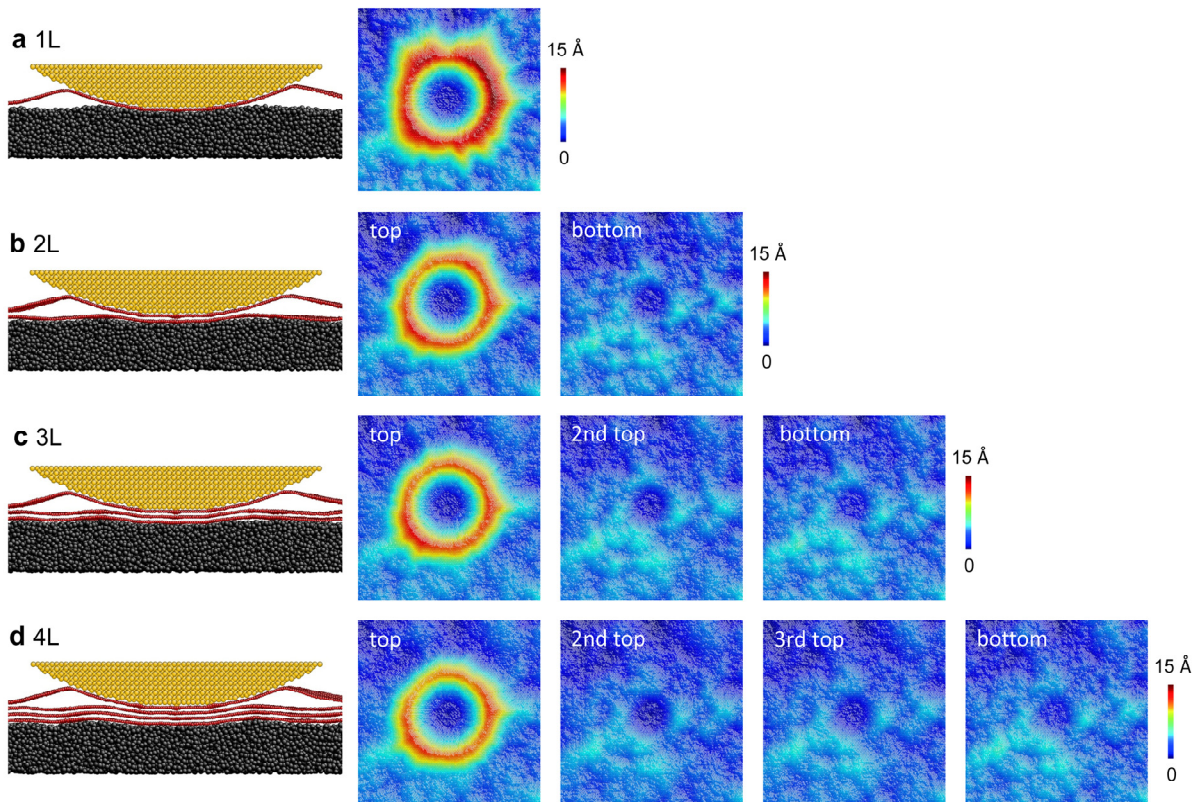 a 1L
15 Å
0
b 2L
top
bottom
15 Å
0
c 3L
top
2nd top
bottom
15 Å
0
d 4L
top
2nd top
3rd top
bottom
15 Å
0